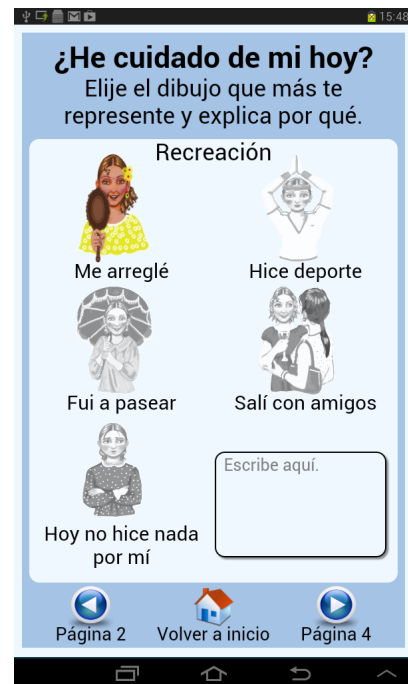 15:48
¿He cuidado de mi hoy?
Elije el dibujo que más te
represente y explica por qué.
Recreación
Me arreglé
Hice deporte
Fui a pasear
Salí con amigos
Hoy no hice nada
por mí
Escribe aquí.
Página 2
Volver a inicio
Página 4